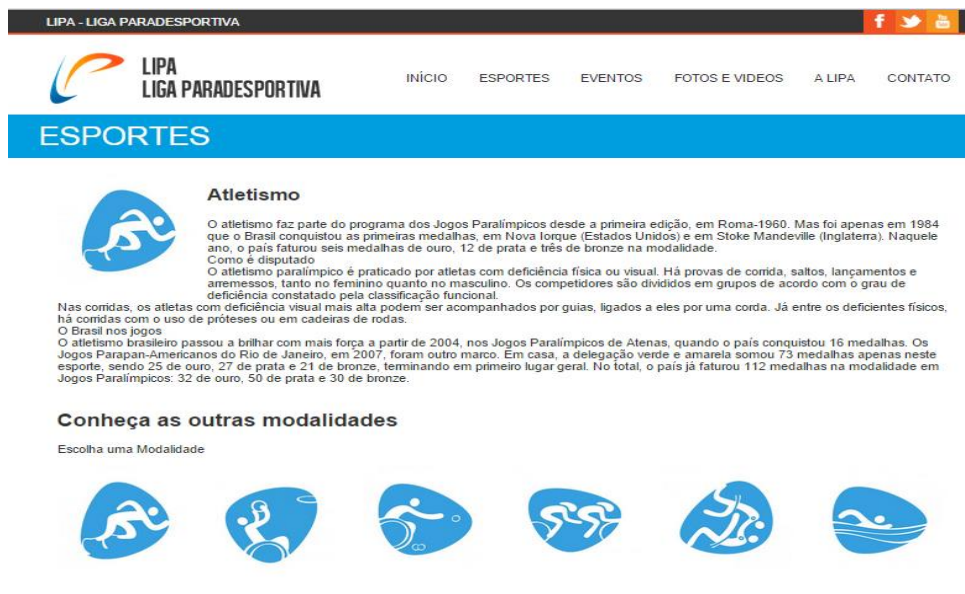 LIPA - LIGA PARADESPORTIVA
LIPA
LIGA PARADESPORTIVA
INÍCIO ESPORTES EVENTOS FOTOS E VIDEOS A LIPA CONTATO
ESPORTES
Atletismo
O atletismo faz parte do programa dos Jogos Paralímpicos desde a primeira edição, em Roma-1960. Mas foi apenas em 1984
que o Brasil conquistou as primeiras medalhas, em Nova Iorque (Estados Unidos) e em Stoke Mandeville (Inglaterra). Naquele
ano, o país faturou seis medalhas de ouro, 12 de prata e três de bronze na modalidade.
Como é disputado
O atletismo paralímpico é praticado por atletas com deficiência física ou visual. Há provas de corrida, saltos, lançamentos e
arremessos, tanto no feminino quanto no masculino. Os competidores são divididos em grupos de acordo com o grau de
deficiência constatado pela classificação funcional.
Nas corridas, os atletas com deficiência visual mais alta podem ser acompanhados por guias, ligados a eles por uma corda. Já entre os deficientes físicos,
há corridas com o uso de próteses ou em cadeiras de rodas.
O Brasil nos jogos
O atletismo brasileiro passou a brilhar com mais força a partir de 2004, nos Jogos Paralímpicos de Atenas, quando o país conquistou 16 medalhas. Os
Jogos Parapan-Americanos do Rio de Janeiro, em 2007, foram outro marco. Em casa, a delegação verde e amarela somou 73 medalhas apenas neste
esporte, sendo 25 de ouro, 27 de prata e 21 de bronze, terminando em primeiro lugar geral. No total, o país já faturou 112 medalhas na modalidade em
Jogos Paralímpicos: 32 de ouro, 50 de prata e 30 de bronze.
Conheça as outras modalidades
Escolha uma Modalidade